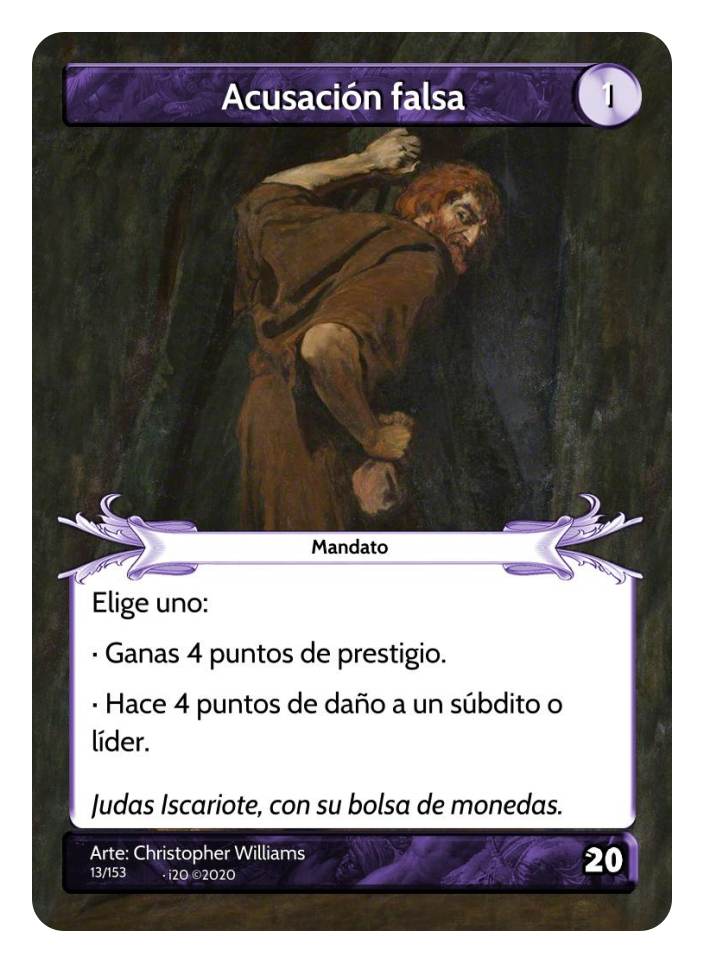 Acusación falsa
1
Mandato
Elige uno:
· Ganas 4 puntos de prestigio.
· Hace 4 puntos de daño a un súbdito o
líder.
Judas Iscariote, con su bolsa de monedas.
Arte: Christopher Williams
13/153 · i20 ©2020
20